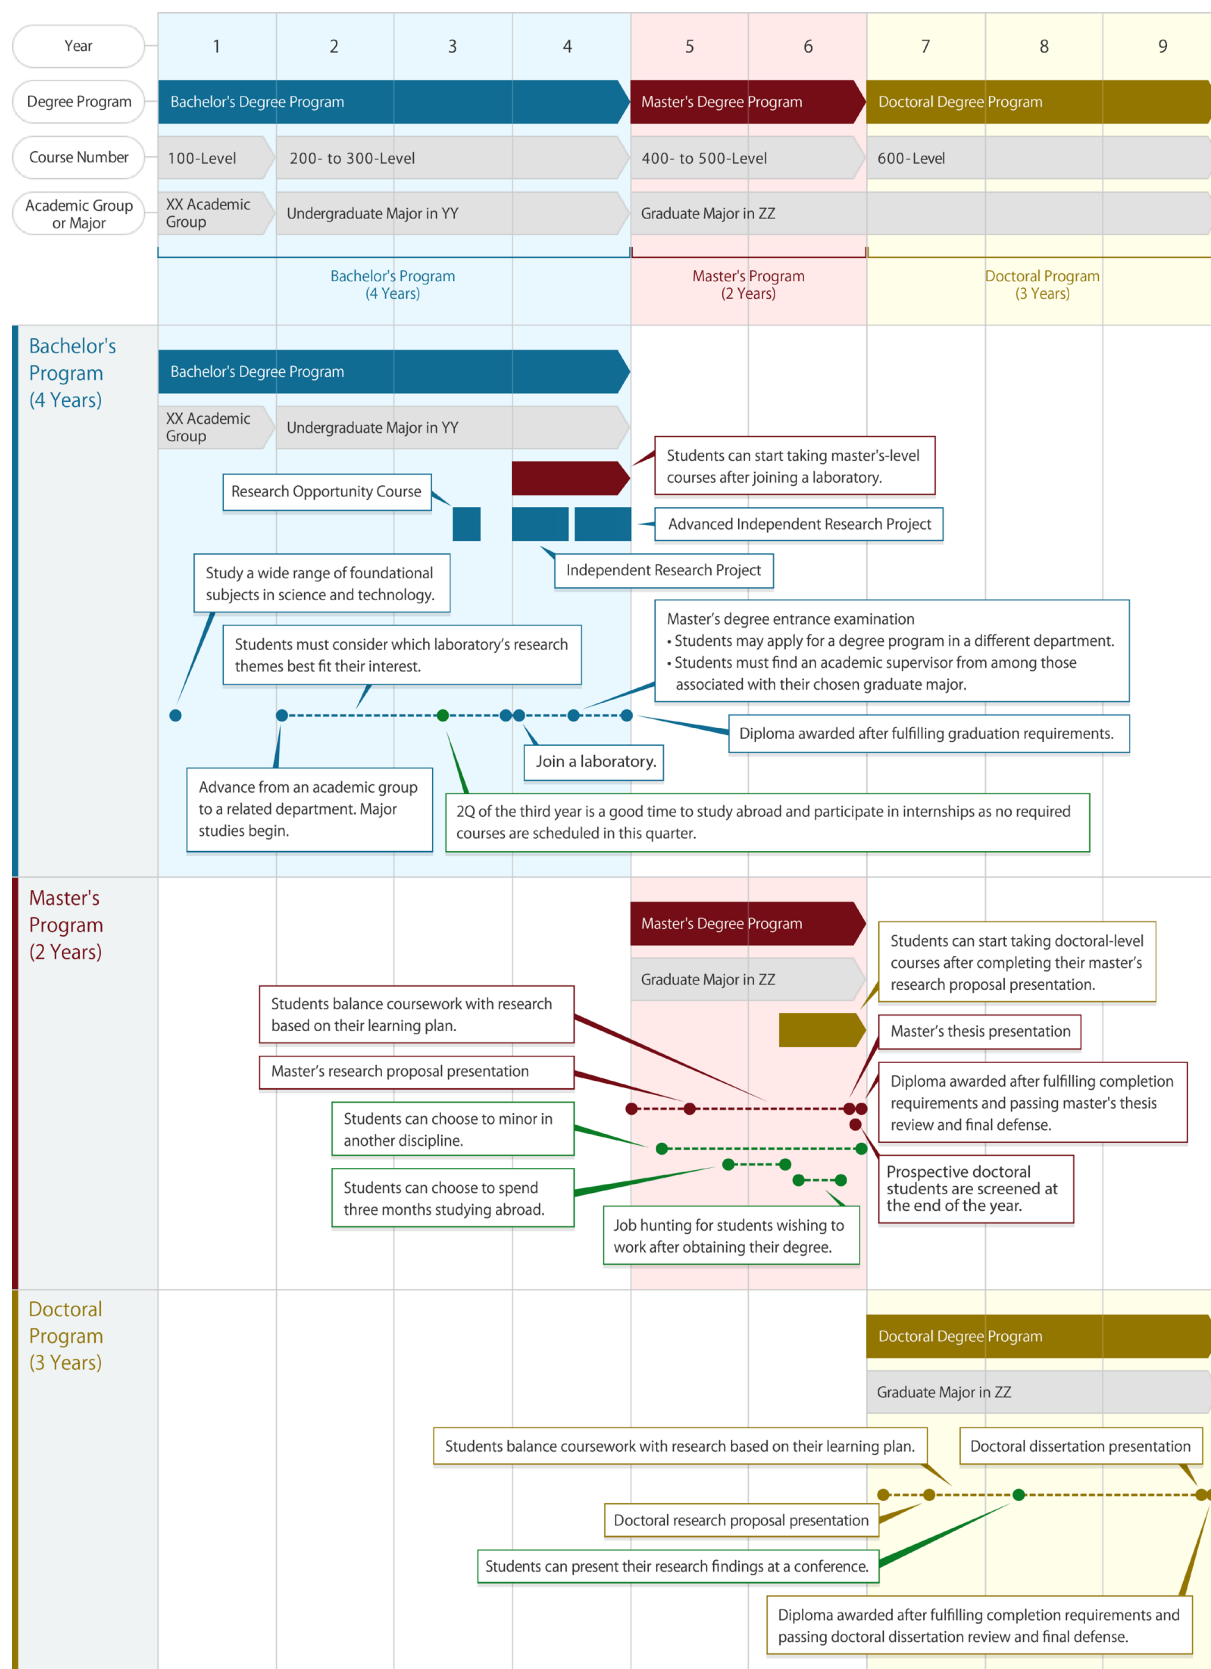 Year
1
2
3
4
5
6
7
8
9
Degree Program
Bachelor's Degree Program
Master's Degree Program
Doctoral Degree Program
Course Number
100-Level
200- to 300-Level
400- to 500-Level
600-Level
Academic Group
or Major
XX Academic
Group
Undergraduate Major in YY
Graduate Major in ZZ
Bachelor's Program
(4 Years)
Master's Program
(2 Years)
Doctoral Program
(3 Years)
Bachelor's
Program
(4 Years)
Bachelor's Degree Program
XX Academic
Group
Undergraduate Major in YY
Students can start taking master's-level
courses after joining a laboratory.
Research Opportunity Course
Advanced Independent Research Project
Independent Research Project
Study a wide range of foundational
subjects in science and technology.
Students must consider which laboratory's research
themes best fit their interest.
Master's degree entrance examination
• Students may apply for a degree program in a different department.
• Students must find an academic supervisor from among those
associated with their chosen graduate major.
Diploma awarded after fulfilling graduation requirements.
Join a laboratory.
Advance from an academic group
to a related department. Major
studies begin.
2Q of the third year is a good time to study abroad and participate in internships as no required
courses are scheduled in this quarter.
Master's
Program
(2 Years)
Master's Degree Program
Graduate Major in ZZ
Students can start taking doctoral-level
courses after completing their master's
research proposal presentation.
Students balance coursework with research
based on their learning plan.
Master's thesis presentation
Master's research proposal presentation
Diploma awarded after fulfilling completion
requirements and passing master's thesis
review and final defense.
Students can choose to minor in
another discipline.
Prospective doctoral
students are screened at
the end of the year.
Students can choose to spend
three months studying abroad.
Job hunting for students wishing to
work after obtaining their degree.
Doctoral
Program
(3 Years)
Doctoral Degree Program
Graduate Major in ZZ
Students balance coursework with research based on their learning plan.
Doctoral dissertation presentation
Doctoral research proposal presentation
Students can present their research findings at a conference.
Diploma awarded after fulfilling completion requirements and
passing doctoral dissertation review and final defense.